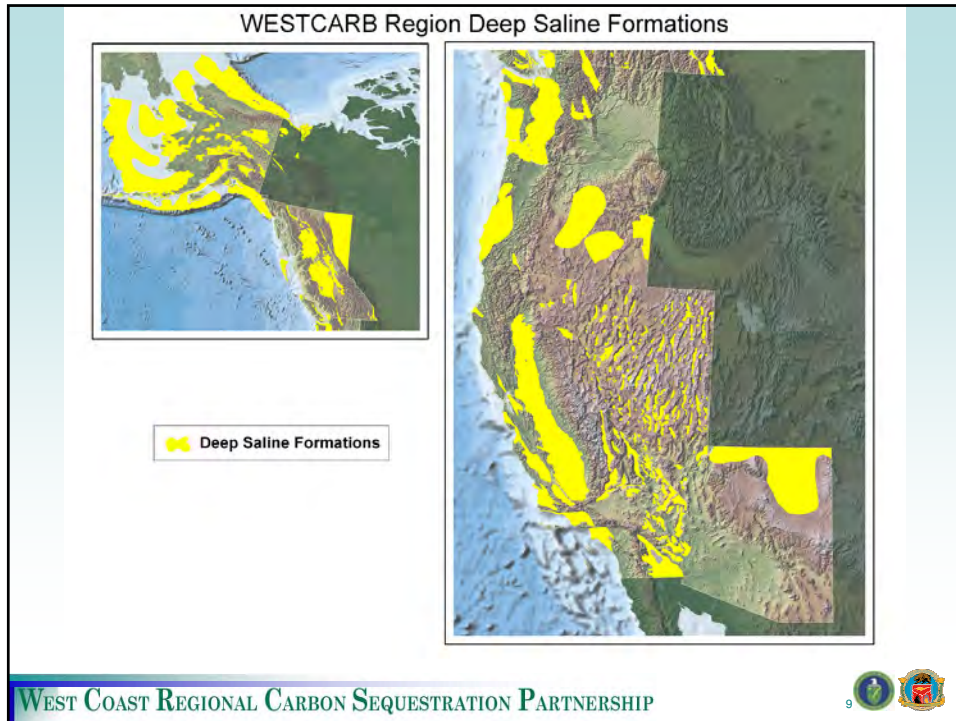 WESTCARB Region Deep Saline Formations
Deep Saline Formations
WEST COAST REGIONAL CARBON SEQUESTRATION PARTNERSHIP
9